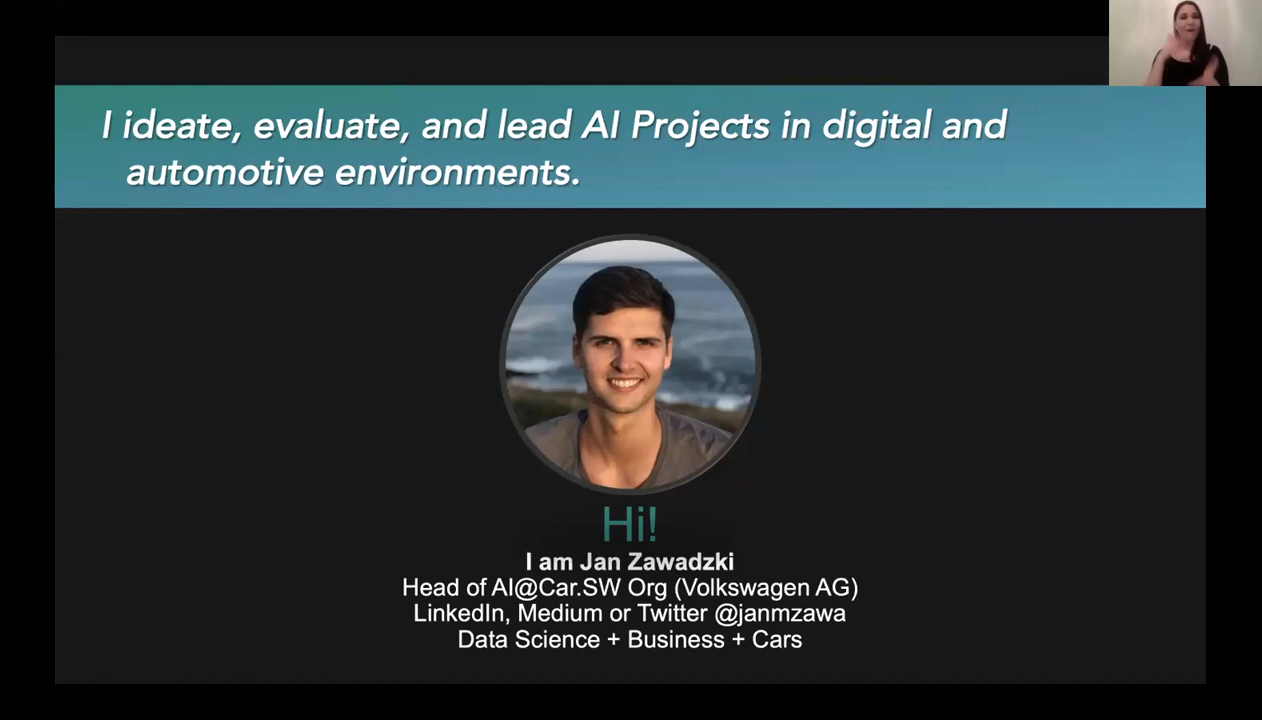 I ideate, evaluate, and lead AI Projects in digital and
automotive environments.
Hi!
I am Jan Zawadzki
Head of AI@Car.SW Org (Volkswagen AG)
LinkedIn, Medium or Twitter @janmzawa
Data Science + Business + Cars